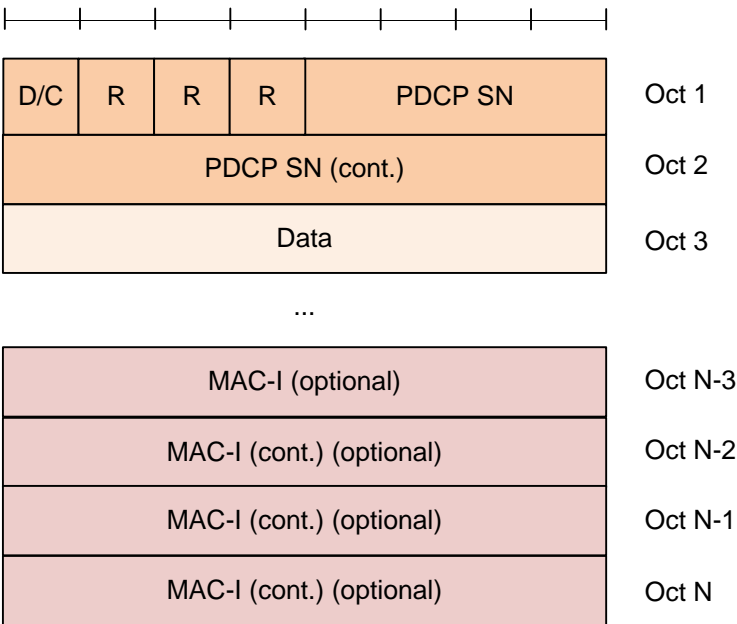 D/C R R R PDCP SN Oct 1
PDCP SN (cont.) Oct 2
Data Oct 3
...
MAC-I (optional) Oct N-3
MAC-I (cont.) (optional) Oct N-2
MAC-I (cont.) (optional) Oct N-1
MAC-I (cont.) (optional) Oct N